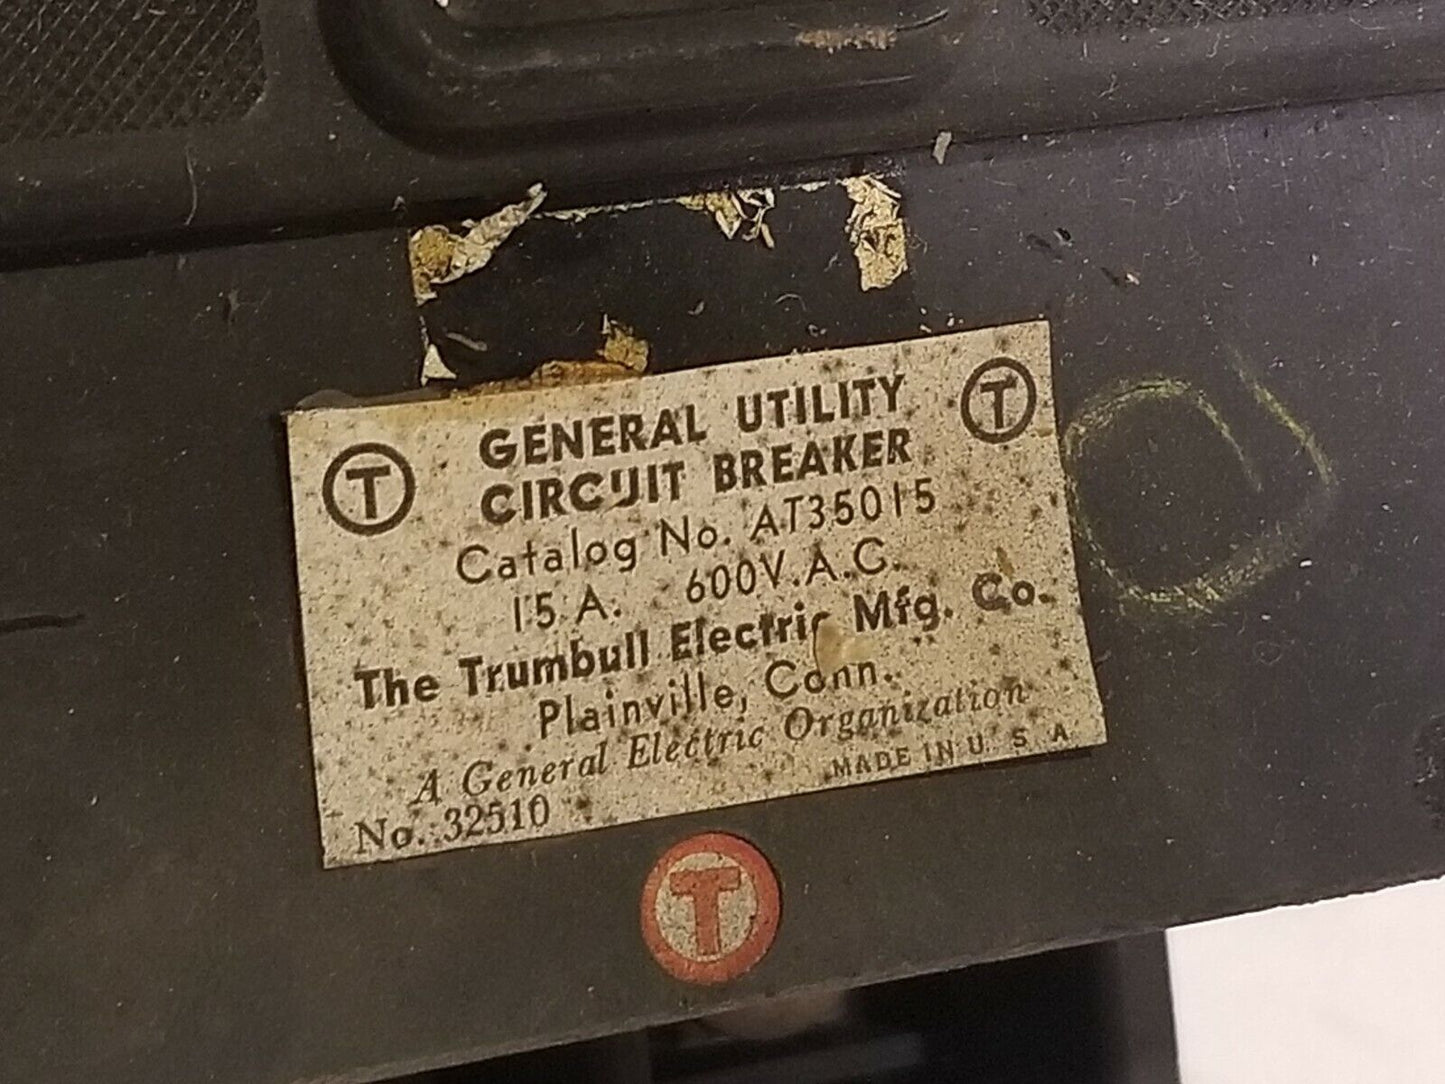 T
T
GENERAL UTILITY
CIRCUIT BREAKER
Catalog No. AT35015
15 A. 600V.A.C.
The Trumbull Electric Mfg. Co.
Plainville, Conn.
A General Electric Organization
MADE IN U. S A
No. 32510
T